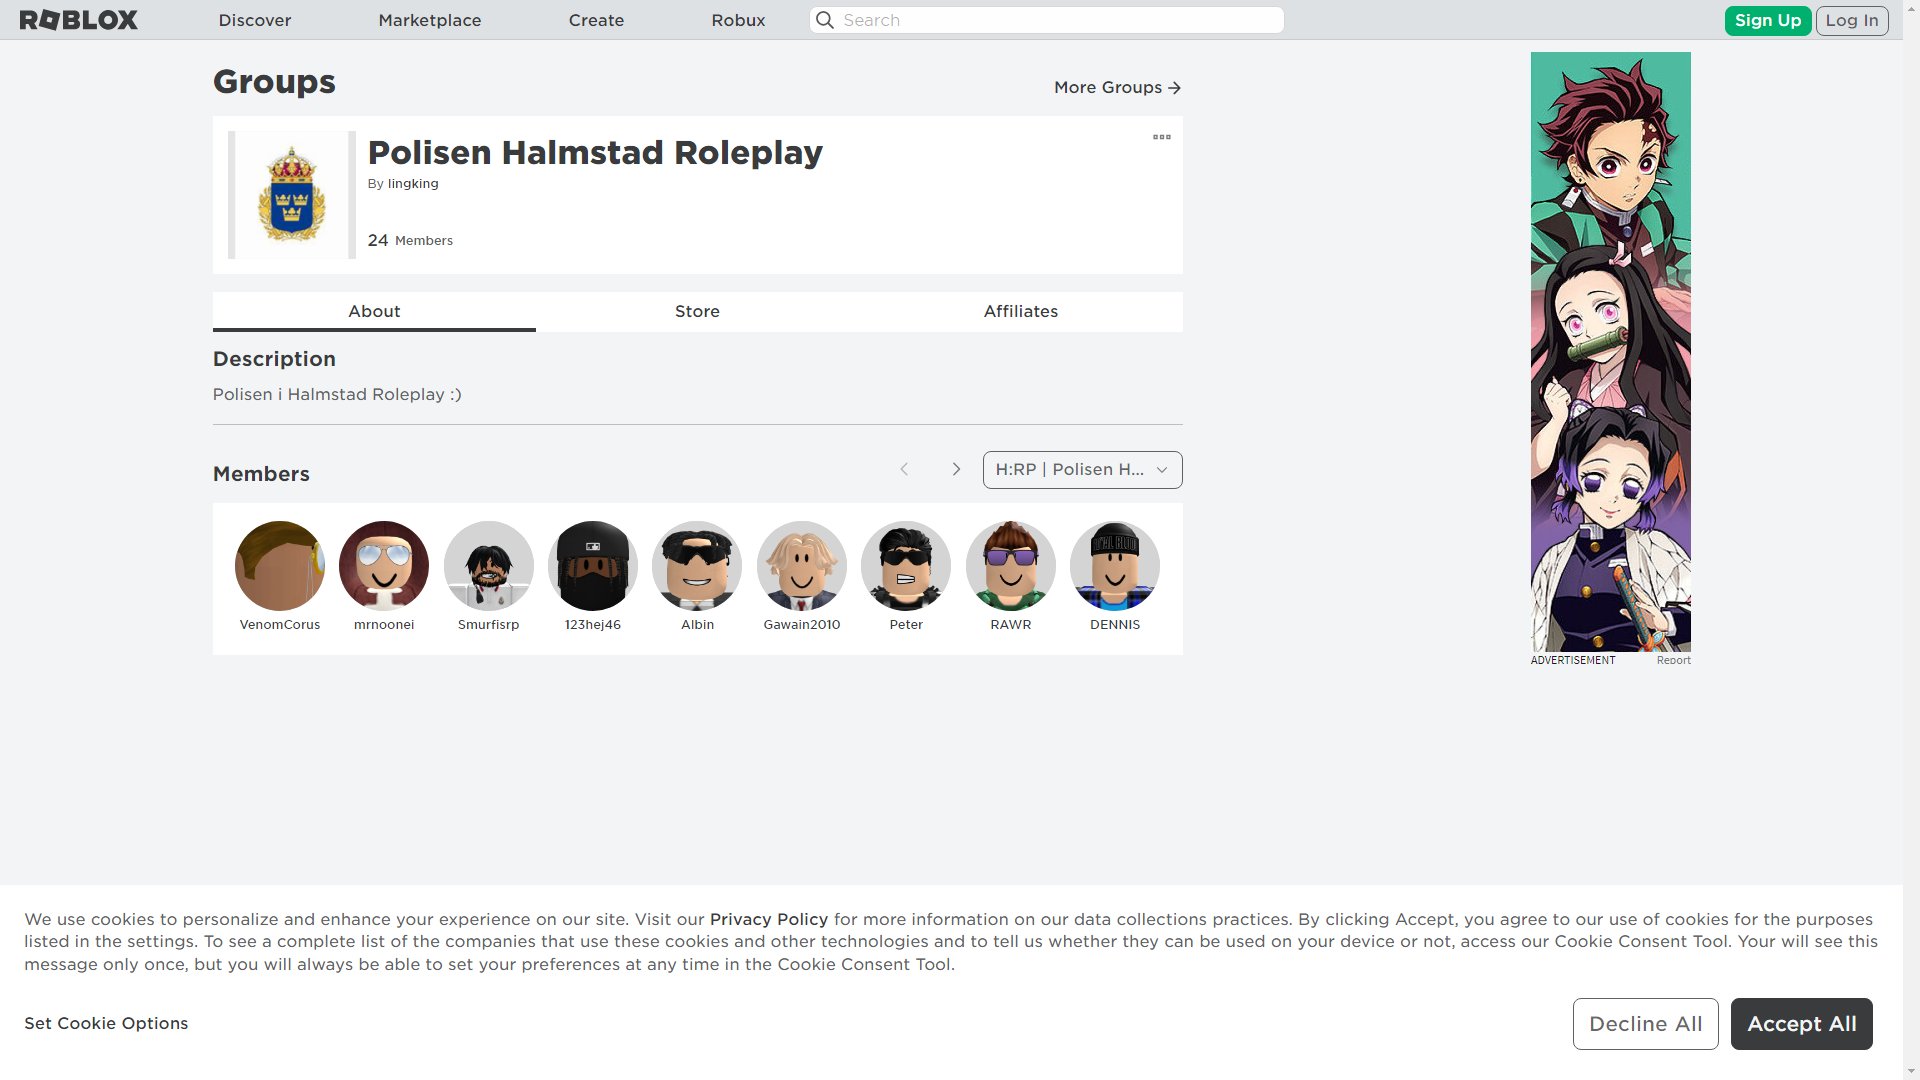 ROBLOX Discover Marketplace Create Robux Search Sign Up Log In
Groups
More Groups
Polisen Halmstad Roleplay
By lingking
24 Members
About Store Affiliates
Description
Polisen i Halmstad Roleplay :)
Members
H:RP | Polisen H...
VenomCorus mrnoonei Smurfisrp 123hej46 Albin Gawain2010 Peter RAWR DENNIS
ADVERTISEMENT Report
We use cookies to personalize and enhance your experience on our site. Visit our Privacy Policy for more information on our data collections practices. By clicking Accept, you agree to our use of cookies for the purposes
listed in the settings. To see a complete list of the companies that use these cookies and other technologies and to tell us whether they can be used on your device or not, access our Cookie Consent Tool. Your will see this
message only once, but you will always be able to set your preferences at any time in the Cookie Consent Tool.
Set Cookie Options
Decline All Accept All